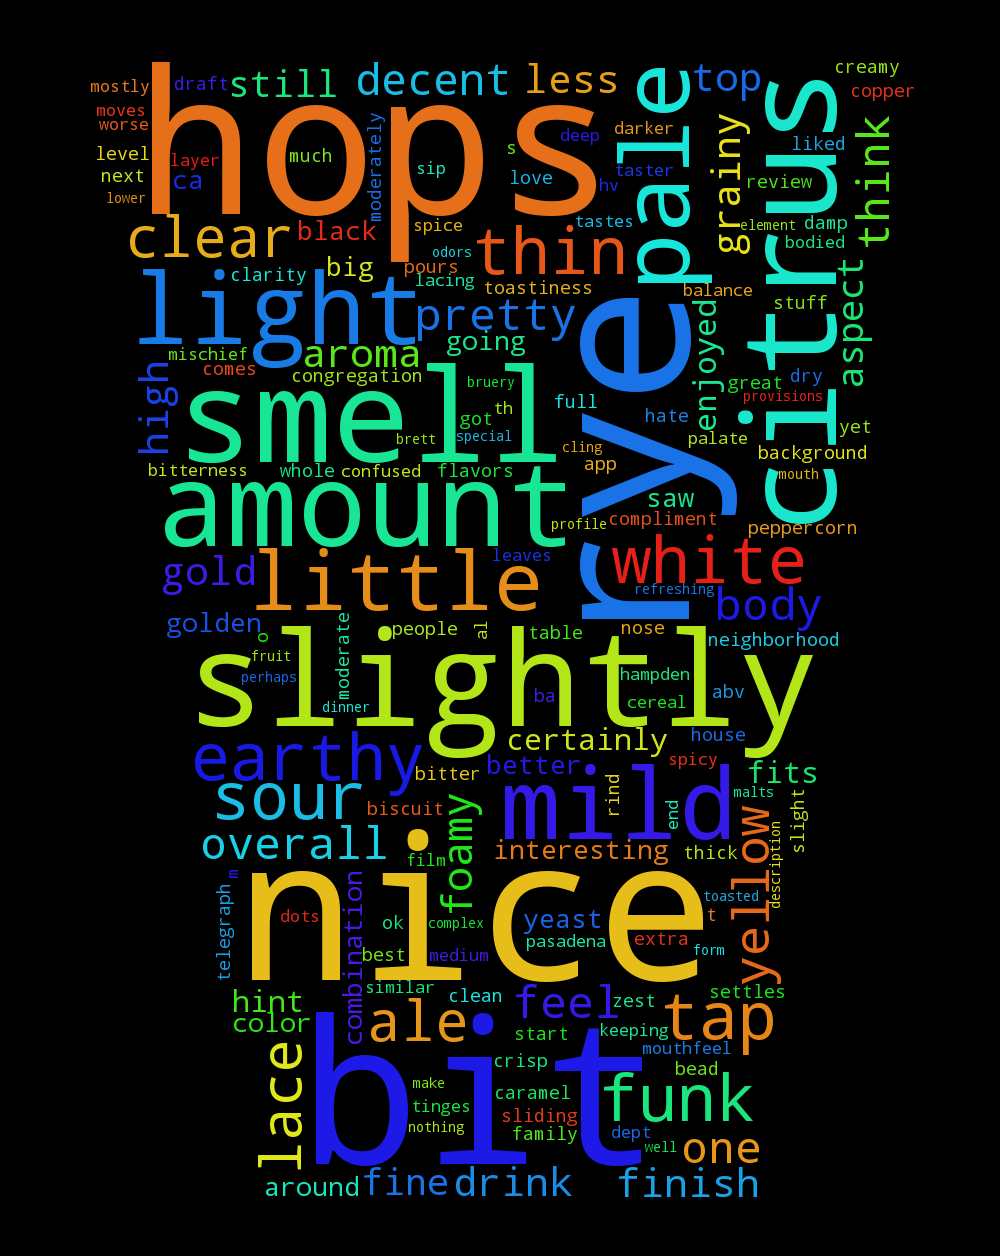 mostly draft still decent less top creamy
moves copper
worse level layer much moderately hops s deep darker pale grainy citrus liked think
next ca sip love hv taster review
lower
clear black spice tastes element damp
thin odors bodied
clarity big pours lacing toastiness balance stuff aspect
light pretty enjoyed
mischief aroma going
comes congregation bruery rye great dry
high smell got th full hate provisions
brett special palate yet
bitterness whole confused flavors cling app background
mouth
amount saw
profile compliment peppercorn
gold little leaves white
refreshing body
golden o moderate people al table nose neighborhood
fruit
perhaps slightly hampden
dinner ba cereal abv
earthy certainly house
bitter better spicy fits
sour biscuit mild rind end malts slight
overall foamy interesting thick yellow description
film
telegraph m combination nice toasted
dots ok complex yeast t
best medium pasadena extra form
similar clean settles
hint color ale feel zest tap
start keeping
lace bit crisp mouthfeel
make caramel bead
tinges sliding funk
nothing family dept well one
around fine drink finish